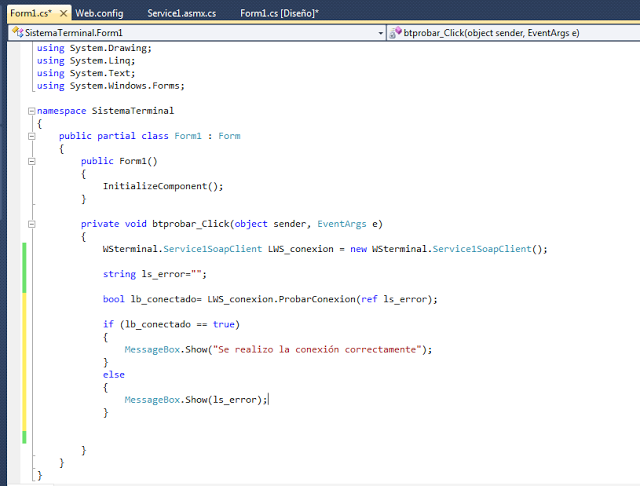 Form1.cs* Web.config Service1.asmx.cs Form1.cs [Diseño]*
SistemaTerminal.Form1 btprobar_Click(object sender, EventArgs e)
using System.Drawing;
using System.Linq;
using System.Text;
using System.Windows.Forms;
namespace SistemaTerminal
{
public partial class Form1 : Form
{
public Form1()
{
InitializeComponent();
}
private void btprobar_Click(object sender, EventArgs e)
{
WSterminal.Service1SoapClient LWS_conexion = new WSterminal.Service1SoapClient();
string ls_error="";
bool lb_conectado= LWS_conexion.ProbarConexion(ref ls_error);
if (lb_conectado == true)
{
MessageBox.Show("Se realizo la conexión correctamente");
}
else
{
MessageBox.Show(ls_error);
}
}
}
}